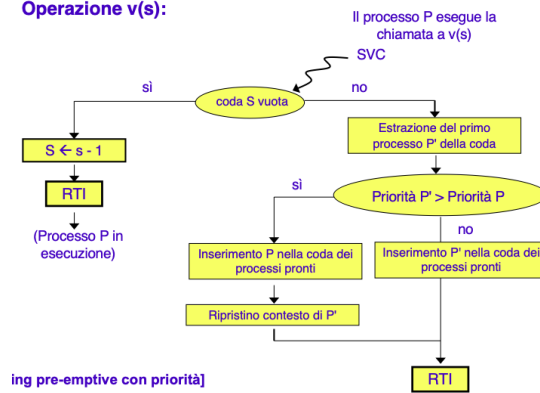 Operazione v(s):
Il processo P esegue la
chiamata a v(s)
SVC
sì
coda S vuota
no
S ← s - 1
Estrazione del primo
processo P' della coda
RTI
sì
Priorità P' > Priorità P
(Processo P in
esecuzione)
no
Inserimento P nella coda dei
processi pronti
Inserimento P' nella coda dei
processi pronti
Ripristino contesto di P'
ing pre-emptive con priorità]
RTI